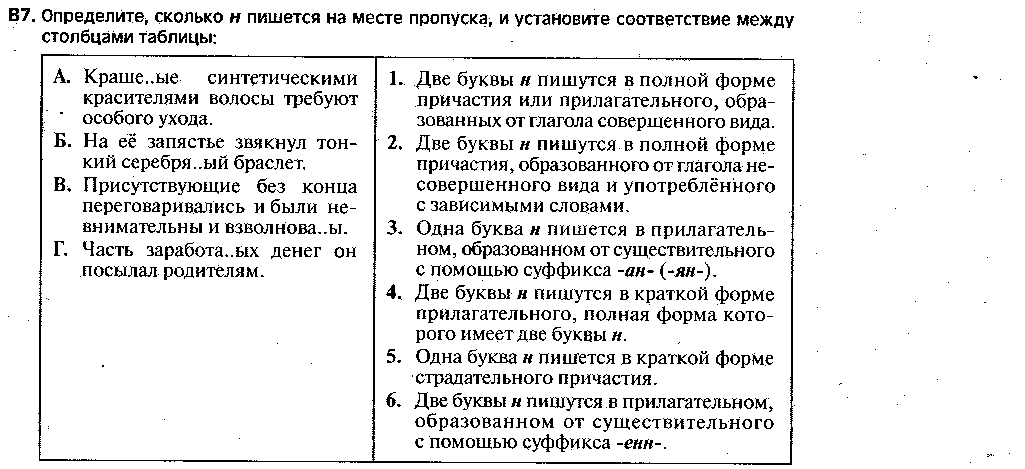 В7. Определите, сколько н пишется на месте пропуска, и установите соответствие между
столбцами таблицы:
А. Краше..ые синтетическими
красителями волосы требуют
особого ухода.
Б. На её запястье звякнул тон-
кий серебря..ый браслет.
В. Присутствующие без конца
переговаривались и были не-
внимательны и взволнова..ы.
Г. Часть заработа..ых денег он
посылал родителям.
1. Две буквы н пишутся в полной форме
причастия или прилагательного, обра-
зованных от глагола совершенного вида.
2. Две буквы н пишутся в полной форме
причастия, образованного от глагола не-
совершенного вида и употреблённого
с зависимыми словами.
3. Одна буква н пишется в прилагатель-
ном, образованном от существительного
с помощью суффикса -ан- (-ян-).
4. Две буквы н пишутся в краткой форме
прилагательного, полная форма кото-
рого имеет две буквы н.
5. Одна буква н пишется в краткой форме
страдательного причастия.
6. Две буквы н пишутся в прилагательном,
образованном от существительного
с помощью суффикса -енн-.